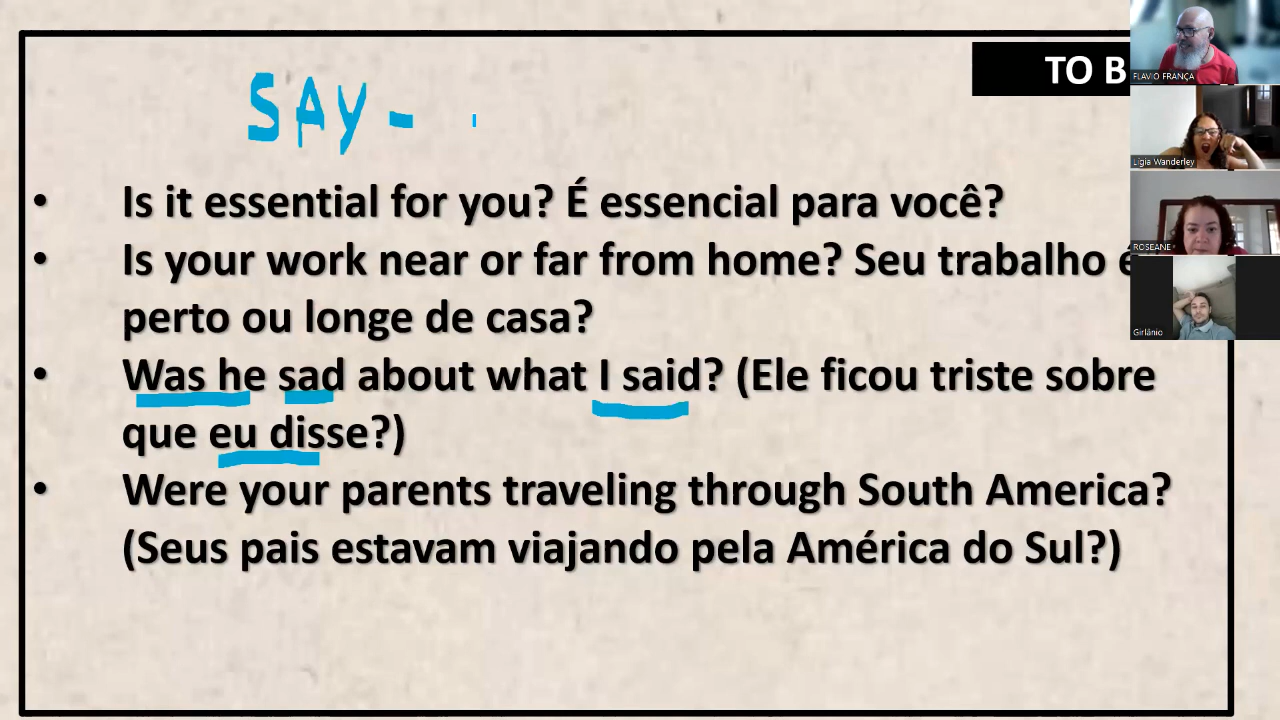 TO B
SAY -
FLAVIO FRANÇA
Lígia Wanderley
ROSEANE
Girlânio
• Is it essential for you? É essencial para você?
• Is your work near or far from home? Seu trabalho é
perto ou longe de casa?
• Was he sad about what I said? (Ele ficou triste sobre
que eu disse?)
• Were your parents traveling through South America?
(Seus pais estavam viajando pela América do Sul?)